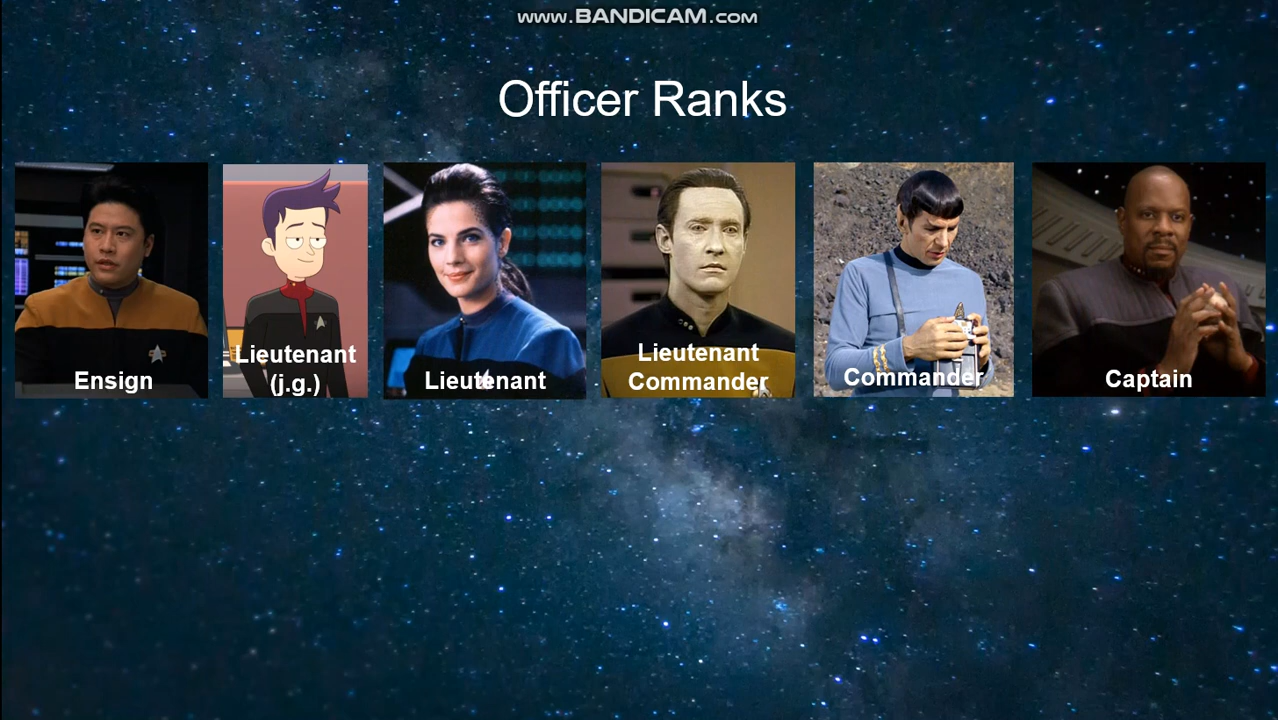 www.BANDICAM.com
Officer Ranks
Ensign
Lieutenant
(j.g.)
Lieutenant
Lieutenant
Commander
Commander
Captain